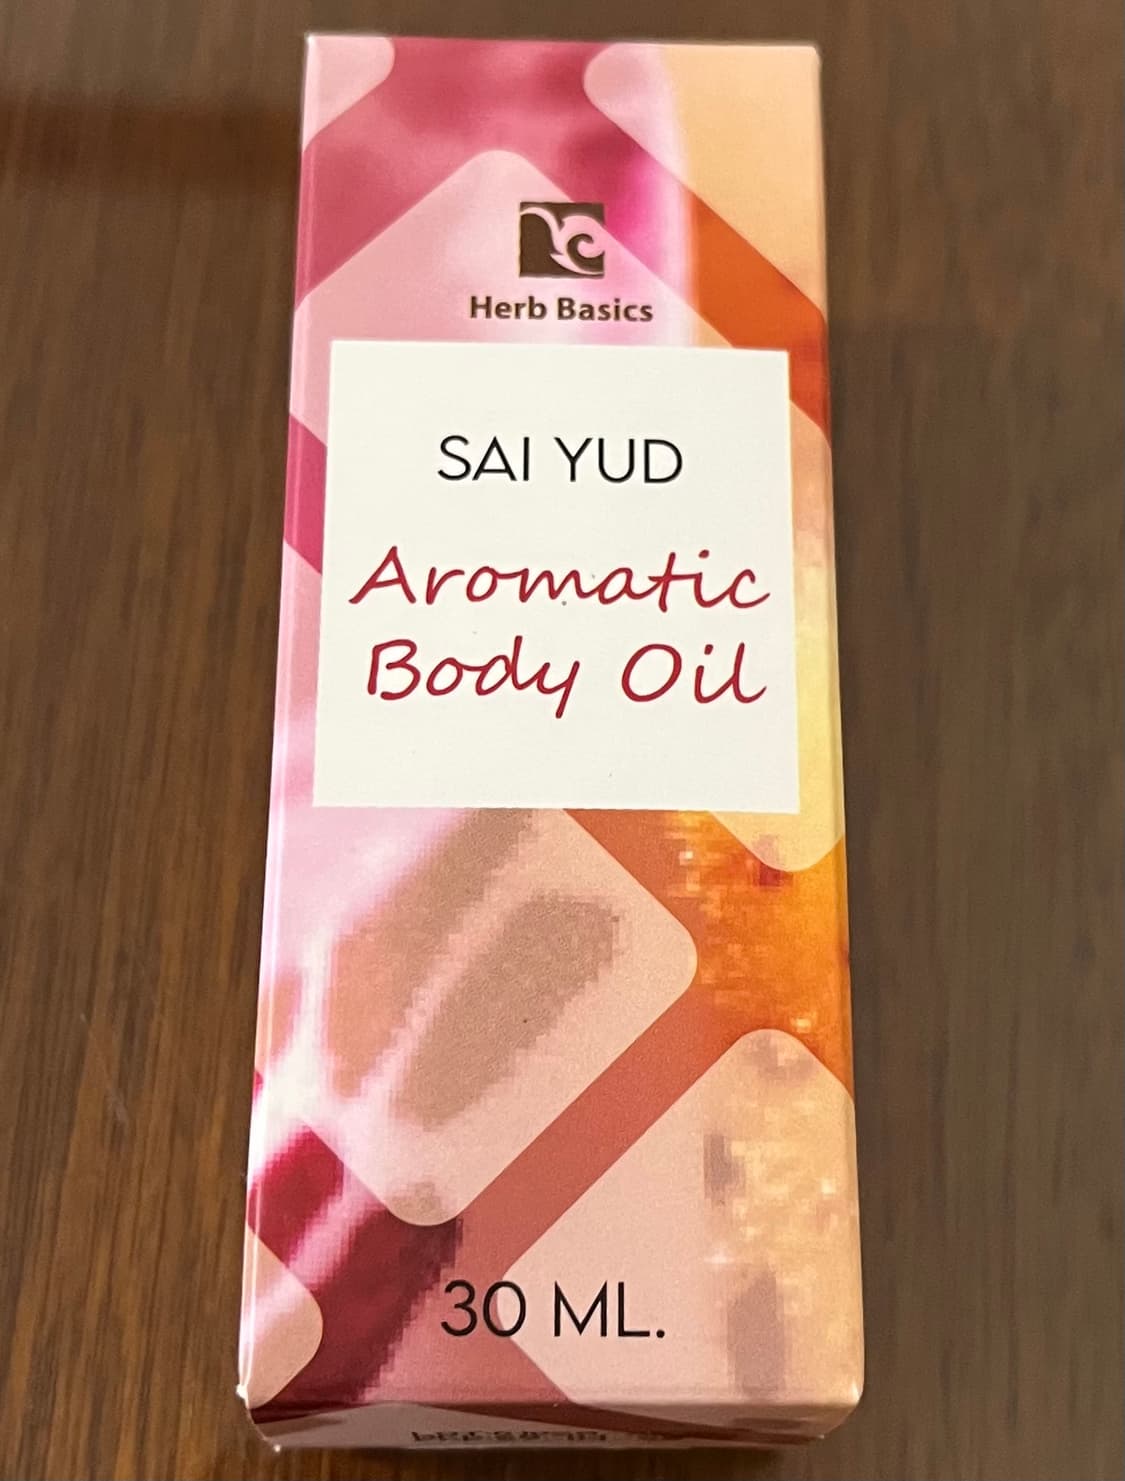 Herb Basics
SAI YUD
Aromatic
Body Oil
30 ML.